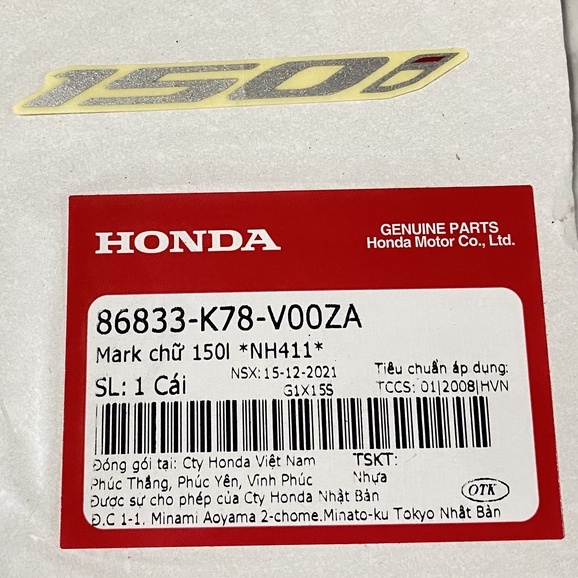 150i
HONDA
GENUINE PARTS
Honda Motor Co., Ltd.
86833-K78-V00ZA
Mark chữ 150I *NH411*
SL: 1 Cái
NSX: 15-12-2021
G1X15S
Tiêu chuẩn áp dụng:
TCCS: 01|2008|HVN
Đóng gói tại: Cty Honda Việt Nam
Phúc Thắng, Phúc Yên, Vĩnh Phúc
Được sự cho phép của Cty Honda Nhật Bản
Đ.C 1-1. Minami Aoyama 2-chome.Minato-ku Tokyo Nhật Bản
TSKT:
Nhựa
OTK